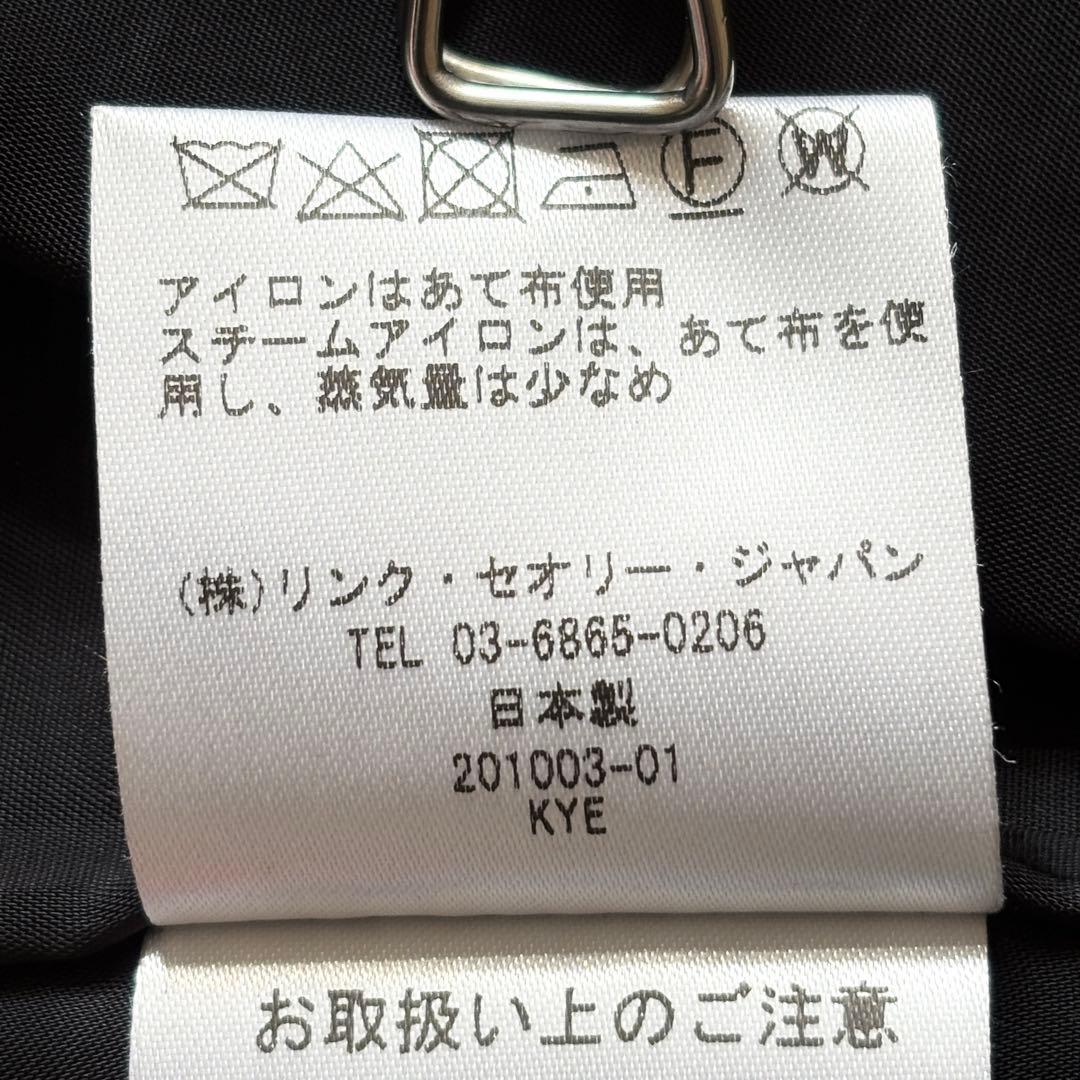 F W
アイロンはあて布使用
スチームアイロンは、あて布を使
用し、蒸気量は少なめ
(株)リンク・セオリー・ジャパン
TEL 03-6865-0206
日本製
201003-01
KYE
お取扱い上のご注意